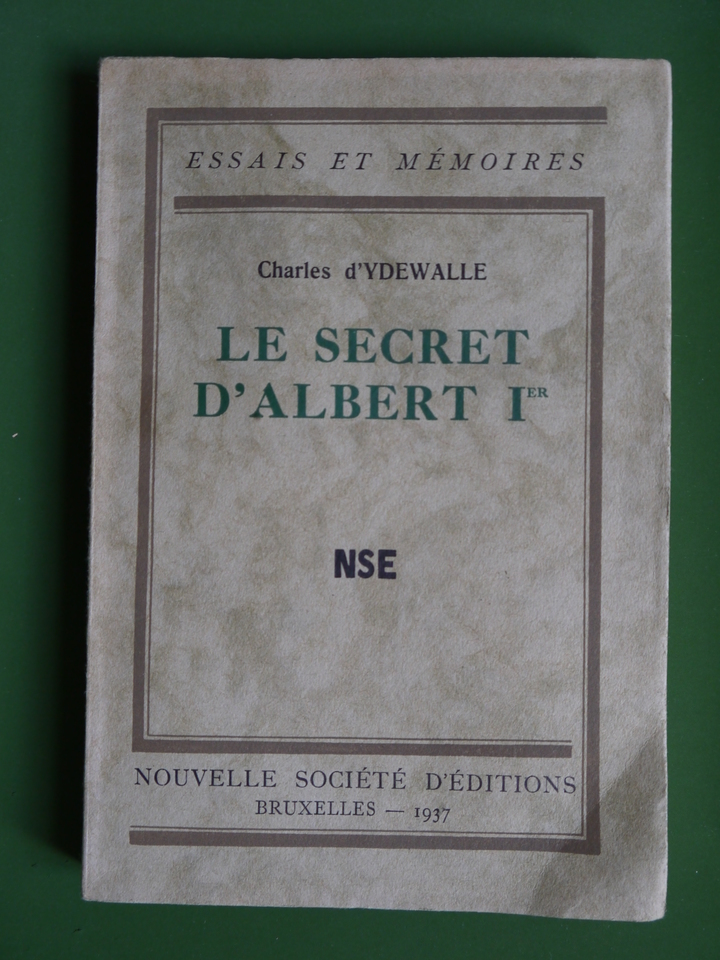 ESSAIS ET MÉMOIRES
Charles d'YDEWALLE
LE SECRET
D'ALBERT Iᴱᴿ
NSE
NOUVELLE SOCIÉTÉ D'ÉDITIONS
BRUXELLES — 1937